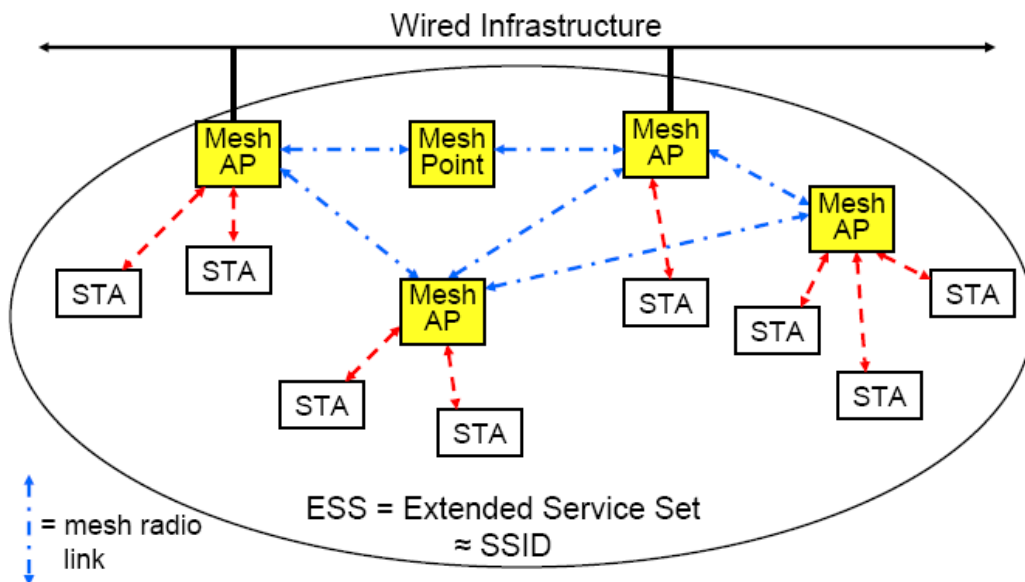 Wired Infrastructure
Mesh
AP
Mesh
Point
Mesh
AP
Mesh
AP
STA
STA
Mesh
AP
STA
STA
STA
STA
STA
STA
ESS = Extended Service Set
≈ SSID
= mesh radio
link